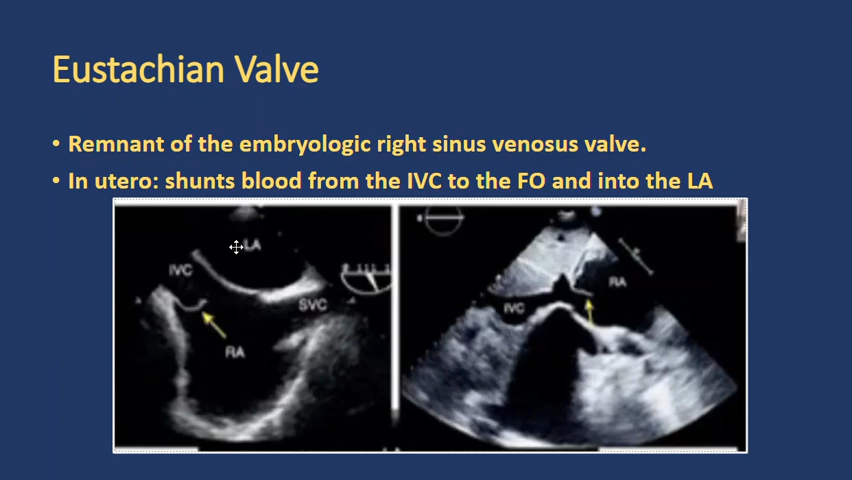 Eustachian Valve
• Remnant of the embryologic right sinus venosus valve.
• In utero: shunts blood from the IVC to the FO and into the LA
LA
IVC
SVC
RA
RA
IVC